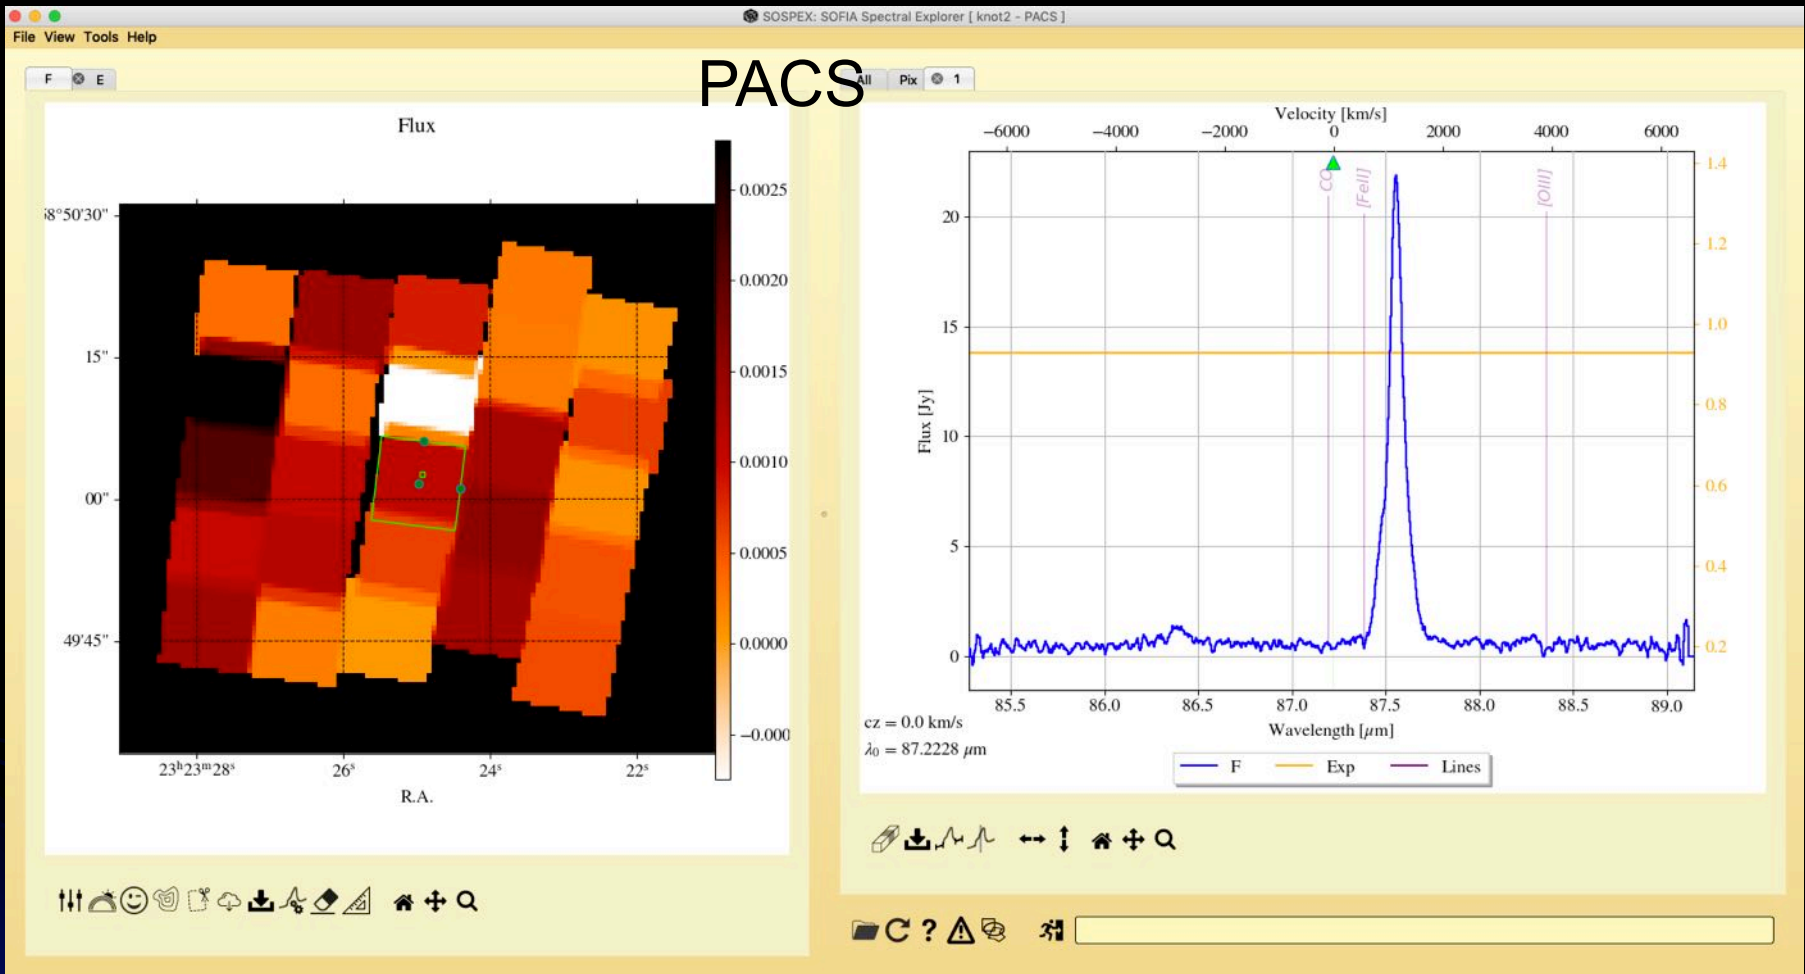 SOSPEX: SOFIA Spectral Explorer [ knot2 - PACS ]
File View Tools Help
F E
PACS
All Pix 1
Flux
8°50'30"
15"
00"
49'45"
23h23m28s 26s 24s 22s
R.A.
0.0025
0.0020
0.0015
0.0010
0.0005
0.0000
−0.000
Velocity [km/s]
−6000 −4000 −2000 0 2000 4000 6000
CO [FeII] [OIII]
Flux [Jy]
20
15
10
5
0
1.4
1.2
1.0
0.8
0.6
0.4
0.2
85.5 86.0 86.5 87.0 87.5 88.0 88.5 89.0
Wavelength [μm]
cz = 0.0 km/s
λ0 = 87.2228 μm
F Exp Lines